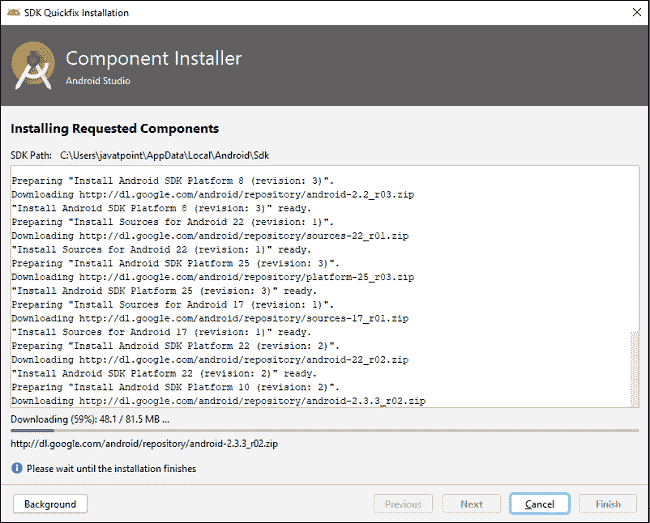 SDK Quickfix Installation
Component Installer
Android Studio
Installing Requested Components
SDK Path: C:\Users\javatpoint\AppData\Local\Android\Sdk
Preparing "Install Android SDK Platform 8 (revision: 3)".
Downloading http://dl.google.com/android/repository/android-2.2_r03.zip
"Install Android SDK Platform 8 (revision: 3)" ready.
Preparing "Install Sources for Android 22 (revision: 1)".
Downloading http://dl.google.com/android/repository/sources-22_r01.zip
"Install Sources for Android 22 (revision: 1)" ready.
Preparing "Install Android SDK Platform 25 (revision: 3)".
Downloading http://dl.google.com/android/repository/platform-25_r03.zip
"Install Android SDK Platform 25 (revision: 3)" ready.
Preparing "Install Sources for Android 17 (revision: 1)".
Downloading http://dl.google.com/android/repository/sources-17_r01.zip
"Install Sources for Android 17 (revision: 1)" ready.
Preparing "Install Android SDK Platform 22 (revision: 2)".
Downloading http://dl.google.com/android/repository/android-22_r02.zip
"Install Android SDK Platform 22 (revision: 2)" ready.
Preparing "Install Android SDK Platform 10 (revision: 2)".
Downloading http://dl.google.com/android/repository/android-2.3.3_r02.zip
Downloading (59%): 48.1 / 81.5 MB ...
http://dl.google.com/android/repository/android-2.3.3_r02.zip
Please wait until the installation finishes
Background
Previous
Next
Cancel
Finish